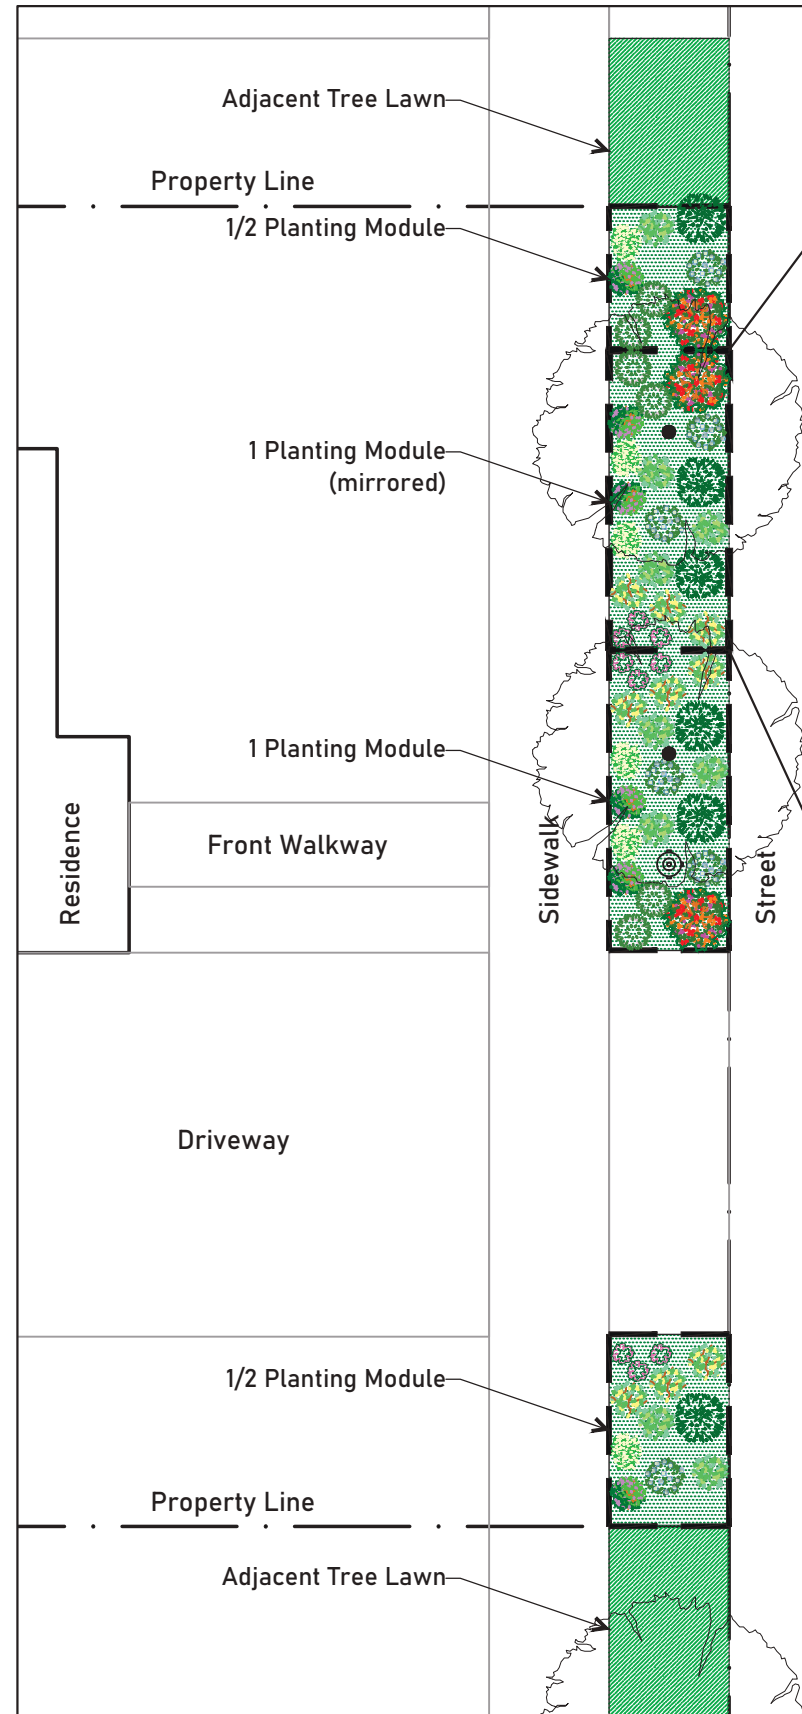 Adjacent Tree Lawn
Property Line
1/2 Planting Module
1 Planting Module
(mirrored)
1 Planting Module
Residence
Front Walkway
Sidewalk
Street
Driveway
1/2 Planting Module
Property Line
Adjacent Tree Lawn